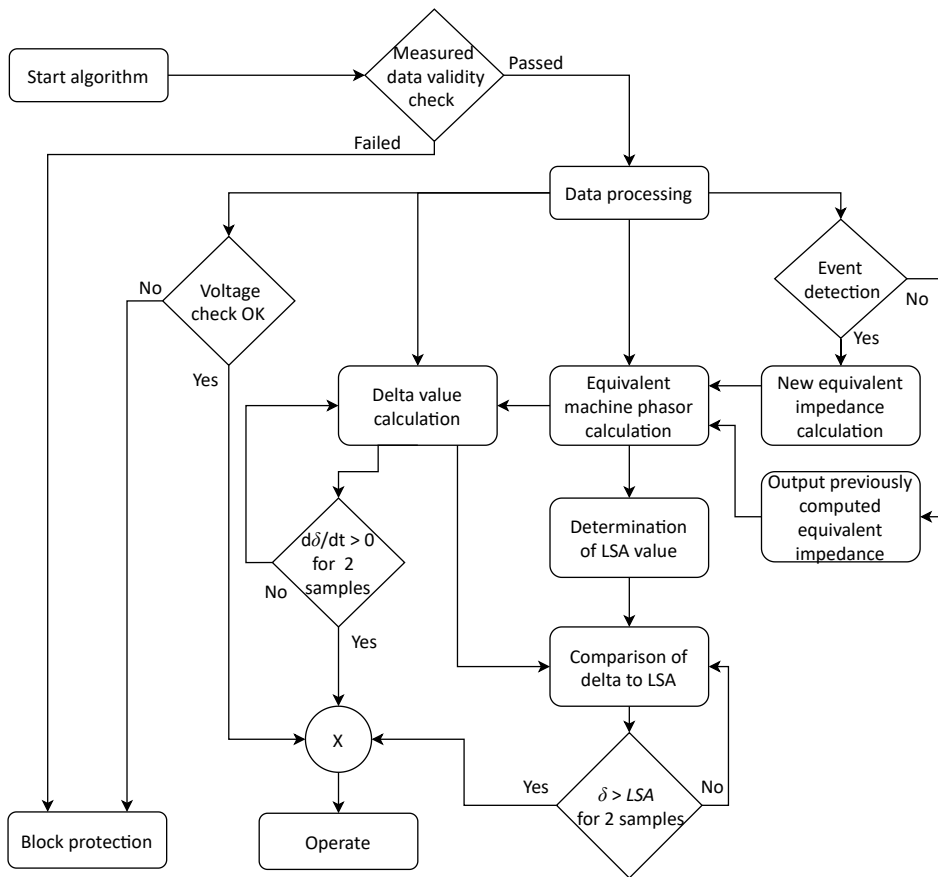 Start algorithm
Measured
data validity
check
Passed
Failed
Data processing
Voltage
check OK
No
Yes
Event
detection
No
Yes
Delta value
calculation
Equivalent
machine phasor
calculation
New equivalent
impedance
calculation
Output previously
computed
equivalent
impedance
dδ/dt > 0
for 2
samples
No
Yes
Determination
of LSA value
Comparison of
delta to LSA
X
δ > LSA
for 2 samples
Yes
No
Block protection
Operate